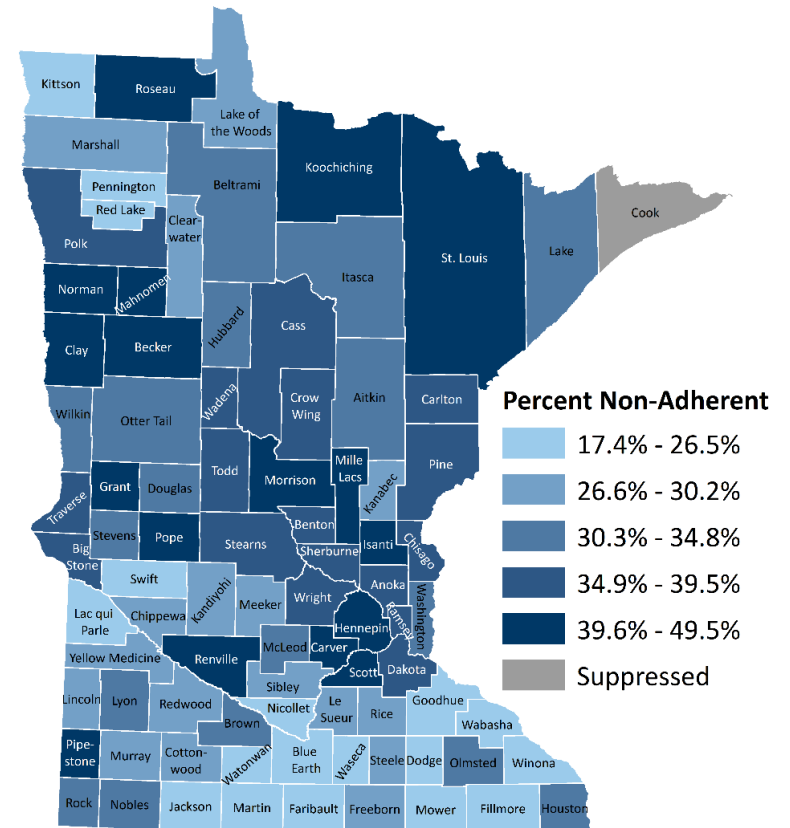 Kittson
Roseau
Lake of
the Woods
Marshall
Koochiching
Beltrami
Pennington
Red Lake
Clear-
water
Cook
Polk
Lake
St. Louis
Itasca
Norman
Mahnomen
Hubbard
Cass
Clay
Becker
Wadena
Crow
Wing
Aitkin
Carlton
Wilkin
Otter Tail
Percent Non-Adherent
17.4% - 26.5%
26.6% - 30.2%
30.3% - 34.8%
34.9% - 39.5%
39.6% - 49.5%
Suppressed
Todd
Mille
Lacs
Pine
Morrison
Grant
Douglas
Kanabec
Traverse
Benton
Stevens
Pope
Stearns
Isanti
Chisago
Big
Stone
Sherburne
Swift
Kandiyohi
Anoka
Wright
Meeker
Washington
Lac qui
Parle
Chippewa
Ramsey
Hennepin
McLeod
Carver
Yellow Medicine
Renville
Scott
Dakota
Sibley
Lincoln
Lyon
Redwood
Nicollet
Le
Sueur
Rice
Goodhue
Brown
Wabasha
Pipe-
stone
Murray
Cotton-
wood
Watonwan
Blue
Earth
Waseca
Steele
Dodge
Olmsted
Winona
Rock
Nobles
Jackson
Martin
Faribault
Freeborn
Mower
Fillmore
Houston